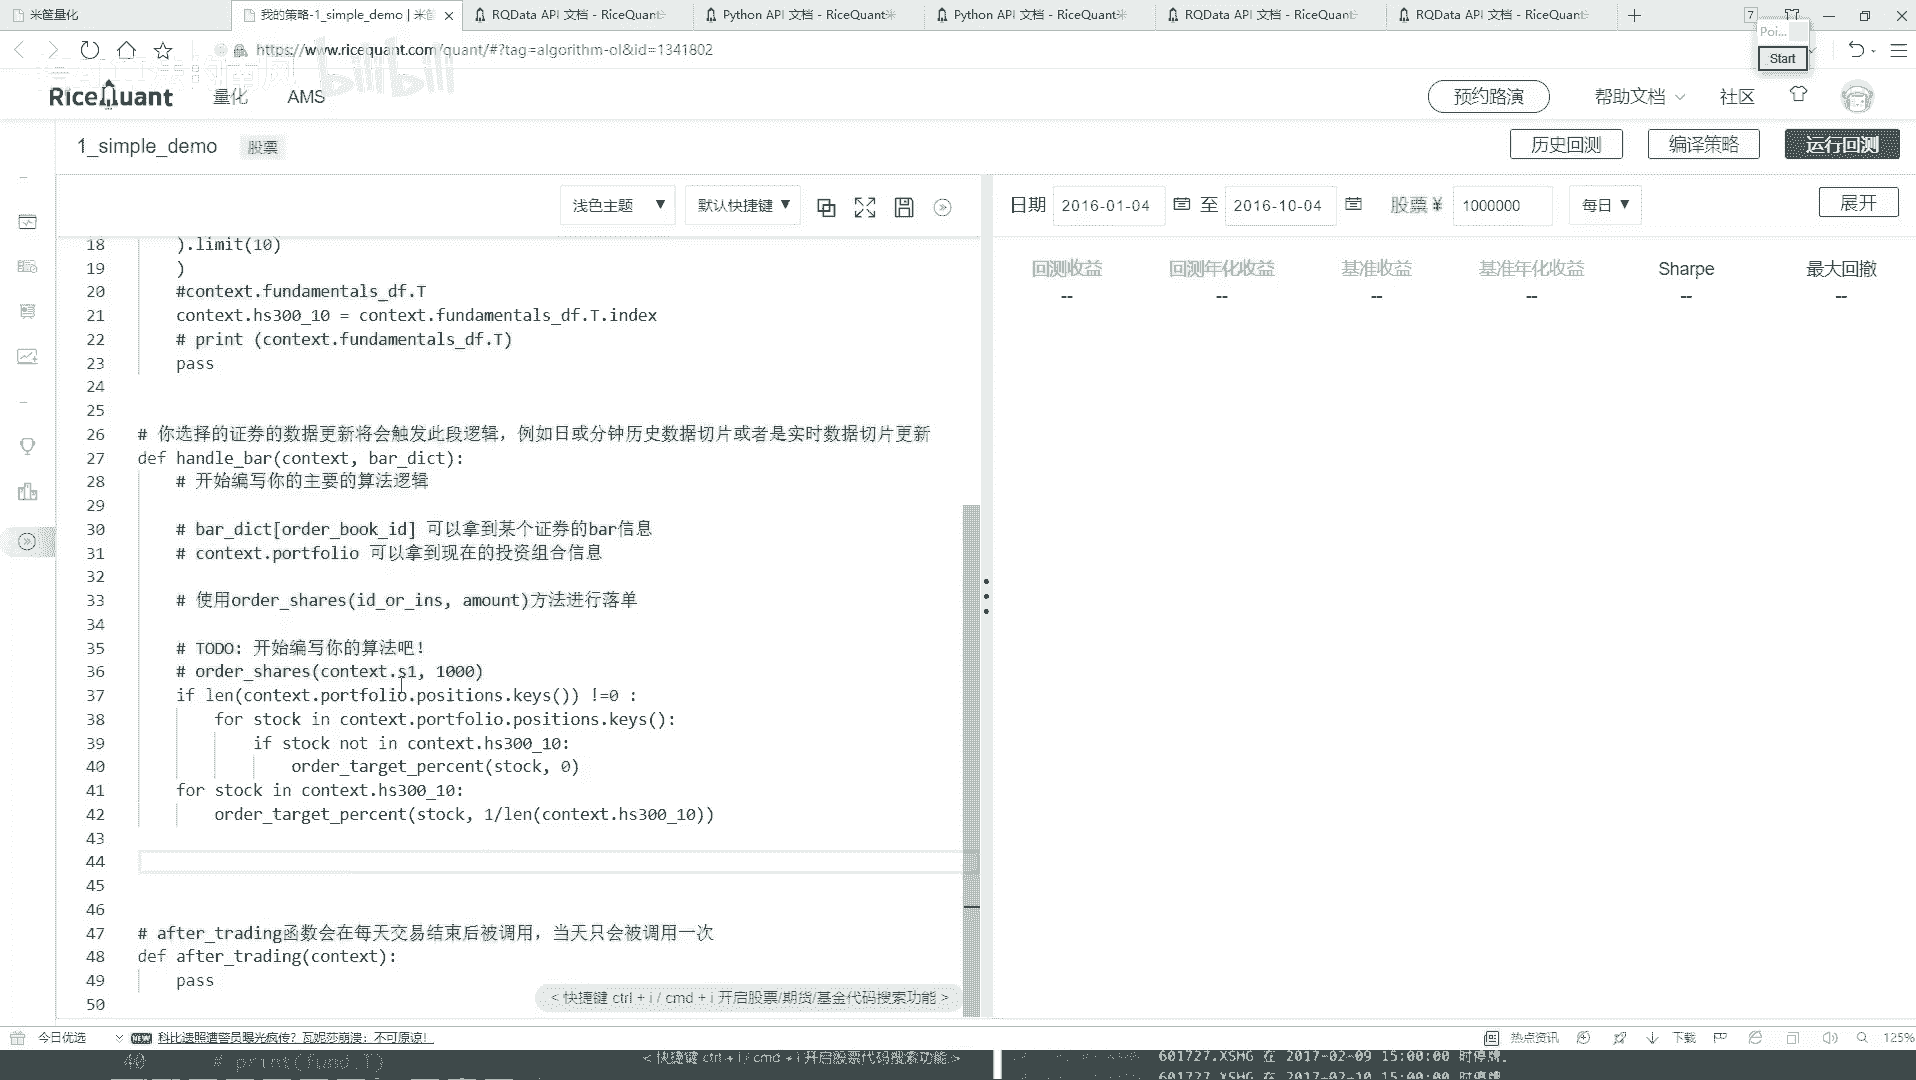 米筐量化
我的策略-1_simple_demo | 米筐
RQData API 文档 - RiceQuant
Python API 文档 - RiceQuant米
Python API 文档 - RiceQuant米
RQData API 文档 - RiceQuant
RQData API 文档 - RiceQuant
7
Poi...
Start
https://www.ricequant.com/quant/#?tag=algorithm-ol&id=1341802
bilibili
RiceQuant
量化
AMS
预约路演
帮助文档
社区
1_simple_demo
股票
历史回测
编译策略
运行回测
浅色主题
默认快捷键
日期
2016-01-04
至
2016-10-04
股票 ¥
1000000
每日
展开
回测收益
回测年化收益
基准收益
基准年化收益
Sharpe
最大回撤
--
--
--
--
--
--
18 ).limit(10)
19 )
20 #context.fundamentals_df.T
21 context.hs300_10 = context.fundamentals_df.T.index
22 # print (context.fundamentals_df.T)
23 pass
24
25
26 # 你选择的证券的数据更新将会触发此段逻辑，例如日或分钟历史数据切片或者是实时数据切片更新
27 def handle_bar(context, bar_dict):
28 # 开始编写你的主要的算法逻辑
29
30 # bar_dict[order_book_id] 可以拿到某个证券的bar信息
31 # context.portfolio 可以拿到现在的投资组合信息
32
33 # 使用order_shares(id_or_ins, amount)方法进行落单
34
35 # TODO: 开始编写你的算法吧！
36 # order_shares(context.s1, 1000)
37 if len(context.portfolio.positions.keys()) !=0 :
38 for stock in context.portfolio.positions.keys():
39 if stock not in context.hs300_10:
40 order_target_percent(stock, 0)
41 for stock in context.hs300_10:
42 order_target_percent(stock, 1/len(context.hs300_10))
43
44
45
46
47 # after_trading函数会在每天交易结束后被调用，当天只会被调用一次
48 def after_trading(context):
49 pass
50
< 快捷键 ctrl + i / cmd + i 开启股票/期货/基金代码搜索功能 >
今日优选
NEW
科比遗照遭警员曝光疯传？瓦妮莎崩溃：不可原谅！
热点资讯
下载
125%
40 # print(fund.T)
< 快捷键 ctrl + i / cmd + i 开启股票代码搜索功能 >
601727.XSHG 在 2017-02-09 15:00:00 时停牌。
601727.XSHG 在 2017-02-10 15:00:00 时停牌。